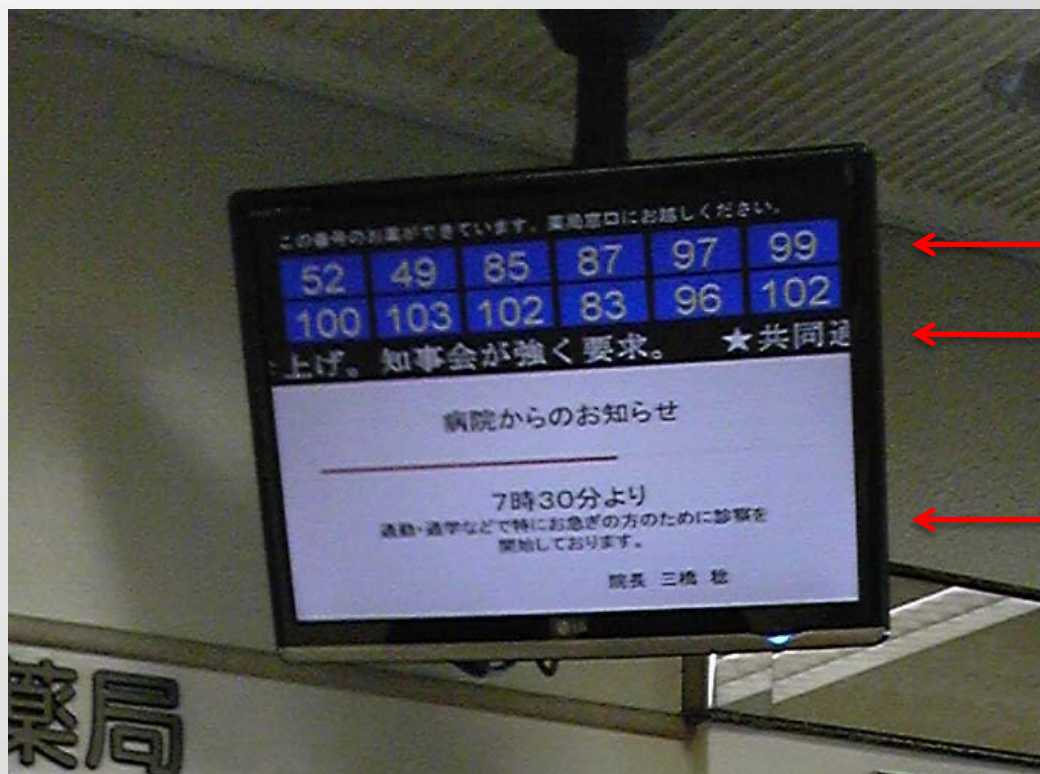 この番号のお薬ができています。薬局窓口にお越しください。
52 49 85 87 97 99
100 103 102 83 96 102
上げ。 知事会が強く要求。 ★共同通
病院からのお知らせ
7時30分より
通勤・通学などで特にお急ぎの方のために診察を
開始しております。
院長 三橋 稔
LG
薬局